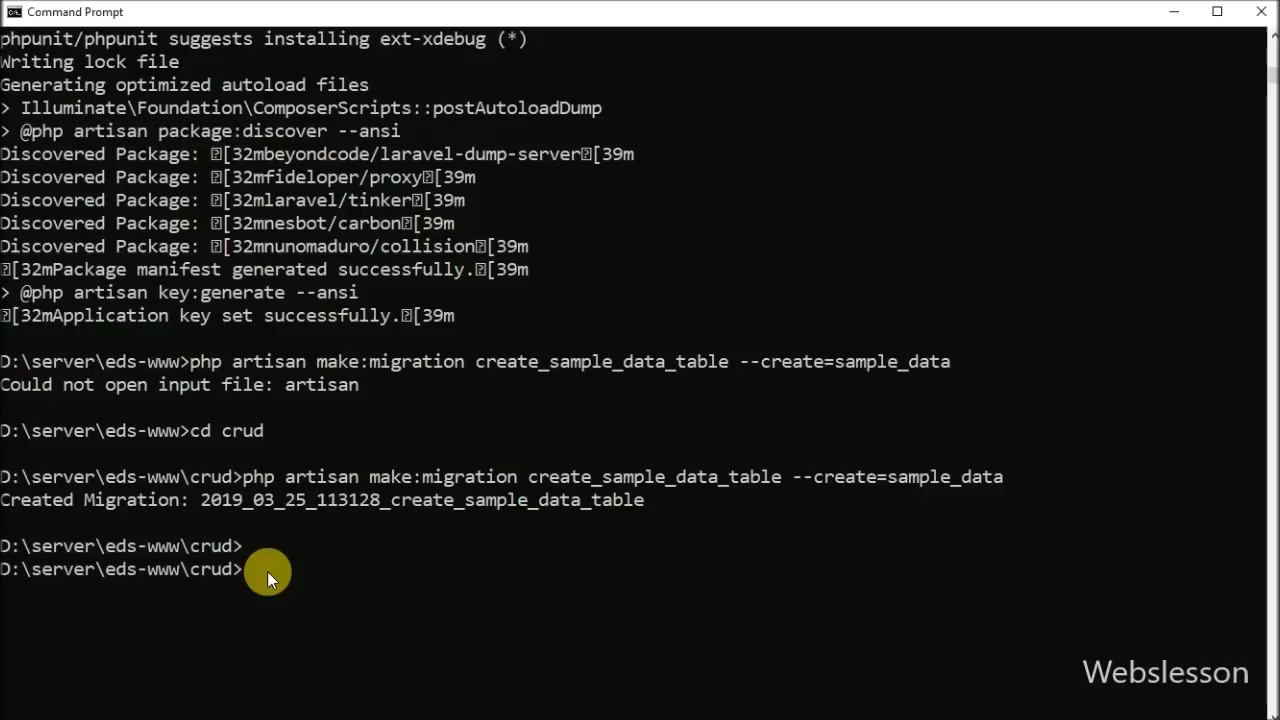 Command Prompt
phpunit/phpunit suggests installing ext-xdebug (*)
Writing lock file
Generating optimized autoload files
> Illuminate\Foundation\ComposerScripts::postAutoloadDump
> @php artisan package:discover --ansi
Discovered Package: [32mbeyondcode/laravel-dump-server[39m
Discovered Package: [32mfideloper/proxy[39m
Discovered Package: [32mlaravel/tinker[39m
Discovered Package: [32mnesbot/carbon[39m
Discovered Package: [32mnunomaduro/collision[39m
[32mPackage manifest generated successfully.[39m
> @php artisan key:generate --ansi
[32mApplication key set successfully.[39m
D:\server\eds-www>php artisan make:migration create_sample_data_table --create=sample_data
Could not open input file: artisan
D:\server\eds-www>cd crud
D:\server\eds-www\crud>php artisan make:migration create_sample_data_table --create=sample_data
Created Migration: 2019_03_25_113128_create_sample_data_table
D:\server\eds-www\crud>
D:\server\eds-www\crud>
Webslesson